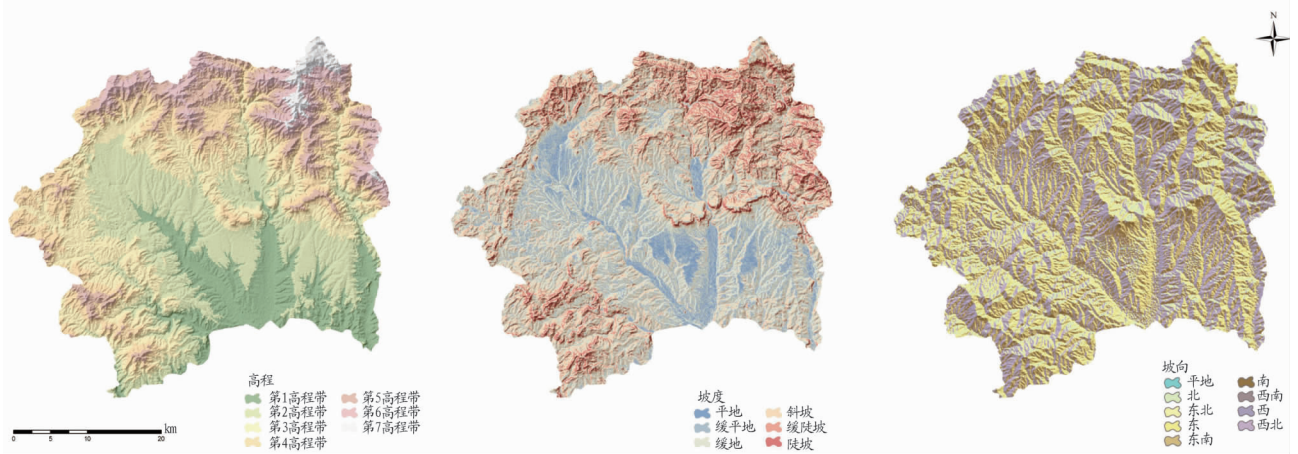 N
高程
第1高程带
第2高程带
第3高程带
第4高程带
第5高程带
第6高程带
第7高程带
0 5 10 20 km
坡度
平地
缓平地
缓地
斜坡
缓陡坡
陡坡
坡向
平地
北
东北
东
东南
南
西南
西
西北